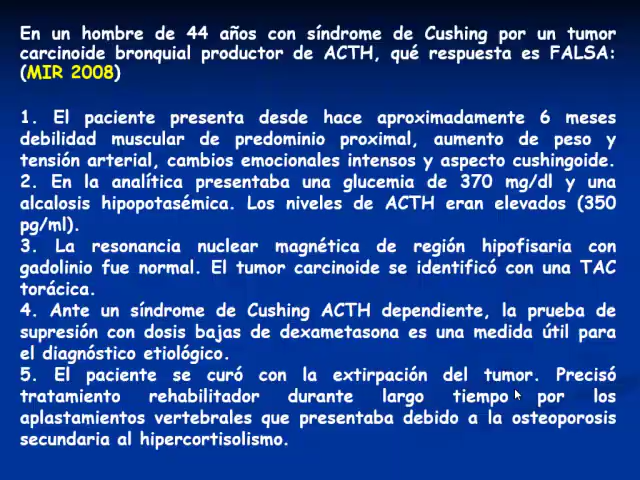 En un hombre de 44 años con síndrome de Cushing por un tumor
carcinoide bronquial productor de ACTH, qué respuesta es FALSA:
(MIR 2008)
1. El paciente presenta desde hace aproximadamente 6 meses
debilidad muscular de predominio proximal, aumento de peso y
tensión arterial, cambios emocionales intensos y aspecto cushingoide.
2. En la analítica presentaba una glucemia de 370 mg/dl y una
alcalosis hipopotasémica. Los niveles de ACTH eran elevados (350
pg/ml).
3. La resonancia nuclear magnética de región hipofisaria con
gadolinio fue normal. El tumor carcinoide se identificó con una TAC
torácica.
4. Ante un síndrome de Cushing ACTH dependiente, la prueba de
supresión con dosis bajas de dexametasona es una medida útil para
el diagnóstico etiológico.
5. El paciente se curó con la extirpación del tumor. Precisó
tratamiento rehabilitador durante largo tiempo por los
aplastamientos vertebrales que presentaba debido a la osteoporosis
secundaria al hipercortisolismo.